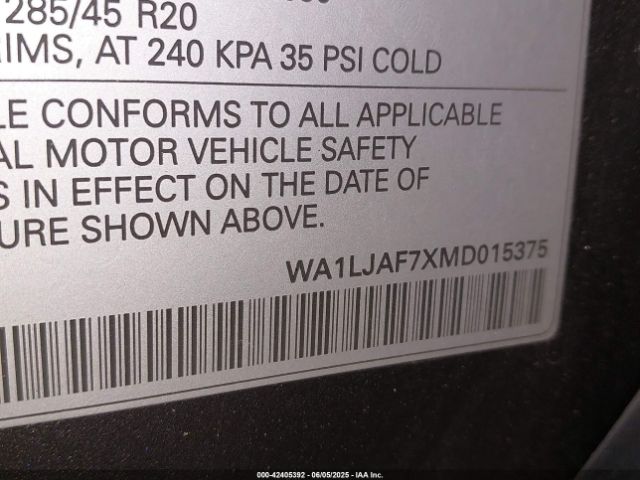 285/45 R20
IMS, AT 240 KPA 35 PSI COLD
LE CONFORMS TO ALL APPLICABLE
AL MOTOR VEHICLE SAFETY
S IN EFFECT ON THE DATE OF
URE SHOWN ABOVE.
WA1LJAF7XMD015375
000-42405392 - 06/05/2025 - IAA Inc.